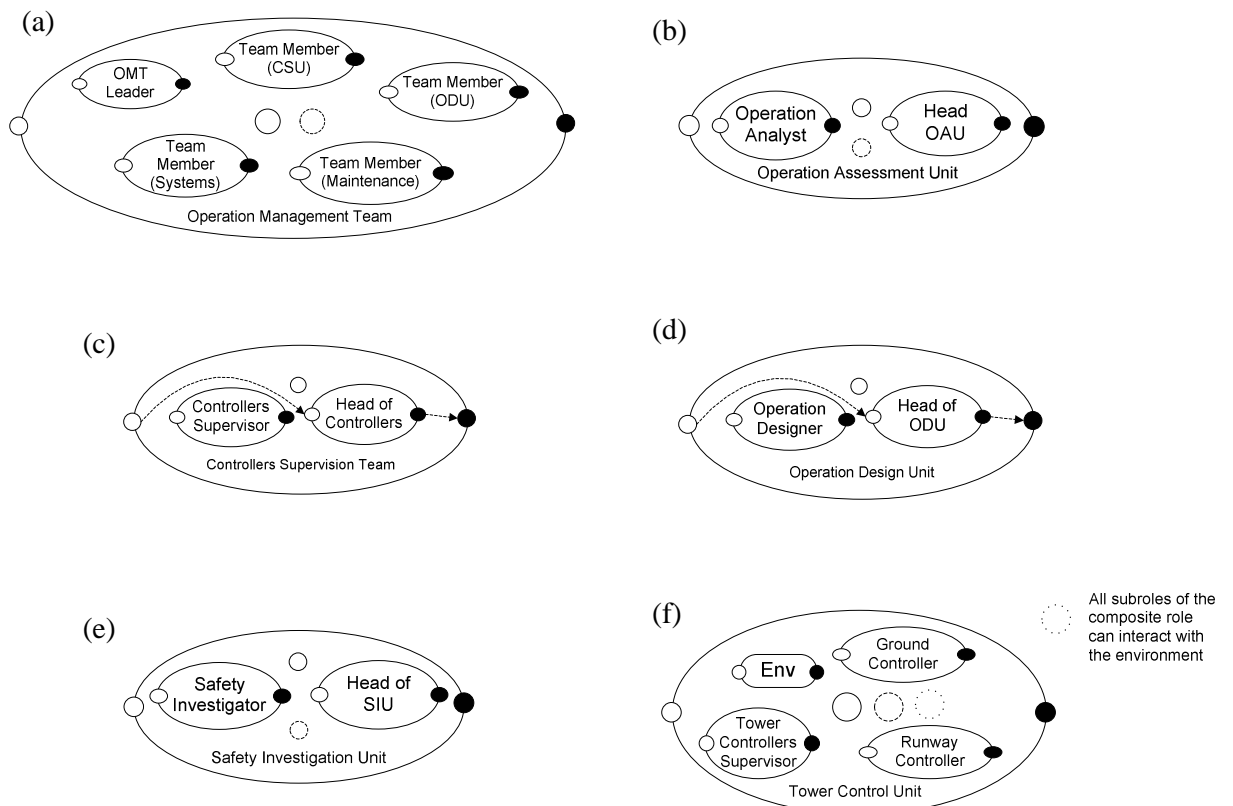 (a)
OMT
Leader
Team Member
(CSU)
Team Member
(ODU)
Team
Member
(Systems)
Team Member
(Maintenance)
Operation Management Team
(b)
Operation
Analyst
Head
OAU
Operation Assessment Unit
(c)
Controllers
Supervisor
Head of
Controllers
Controllers Supervision Team
(d)
Operation
Designer
Head of
ODU
Operation Design Unit
(e)
Safety
Investigator
Head of
SIU
Safety Investigation Unit
(f)
Env
Ground
Controller
Tower
Controllers
Supervisor
Runway
Controller
Tower Control Unit
All subroles of the
composite role
can interact with
the environment